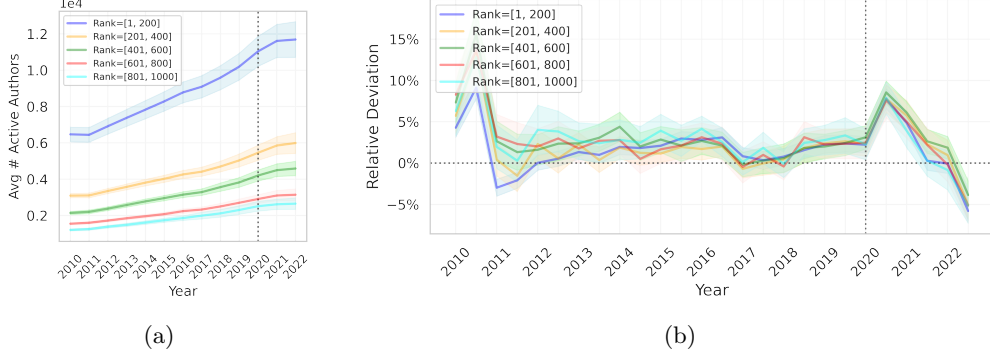 1e4
Avg # Active Authors
1.2
1.0
0.8
0.6
0.4
0.2
Rank=[1, 200]
Rank=[201, 400]
Rank=[401, 600]
Rank=[601, 800]
Rank=[801, 1000]
2010 2011 2012 2013 2014 2015 2016 2017 2018 2019 2020 2021 2022
Year
(a)
Relative Deviation
15%
10%
5%
0%
−5%
Rank=[1, 200]
Rank=[201, 400]
Rank=[401, 600]
Rank=[601, 800]
Rank=[801, 1000]
2010 2011 2012 2013 2014 2015 2016 2017 2018 2020 2021 2022
Year
(b)